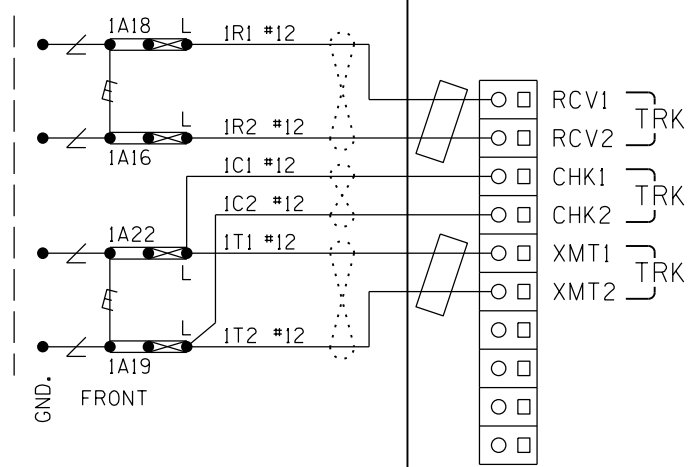 1A18 L 1R1 #12
RCV1
TRK
E
L 1R2 #12
RCV2
1A16
1C1 #12
CHK1
TRK
1C2 #12
CHK2
1A22
1T1 #12
XMT1
L
TRK
E
XMT2
L 1T2 #12
1A19
GND.
FRONT